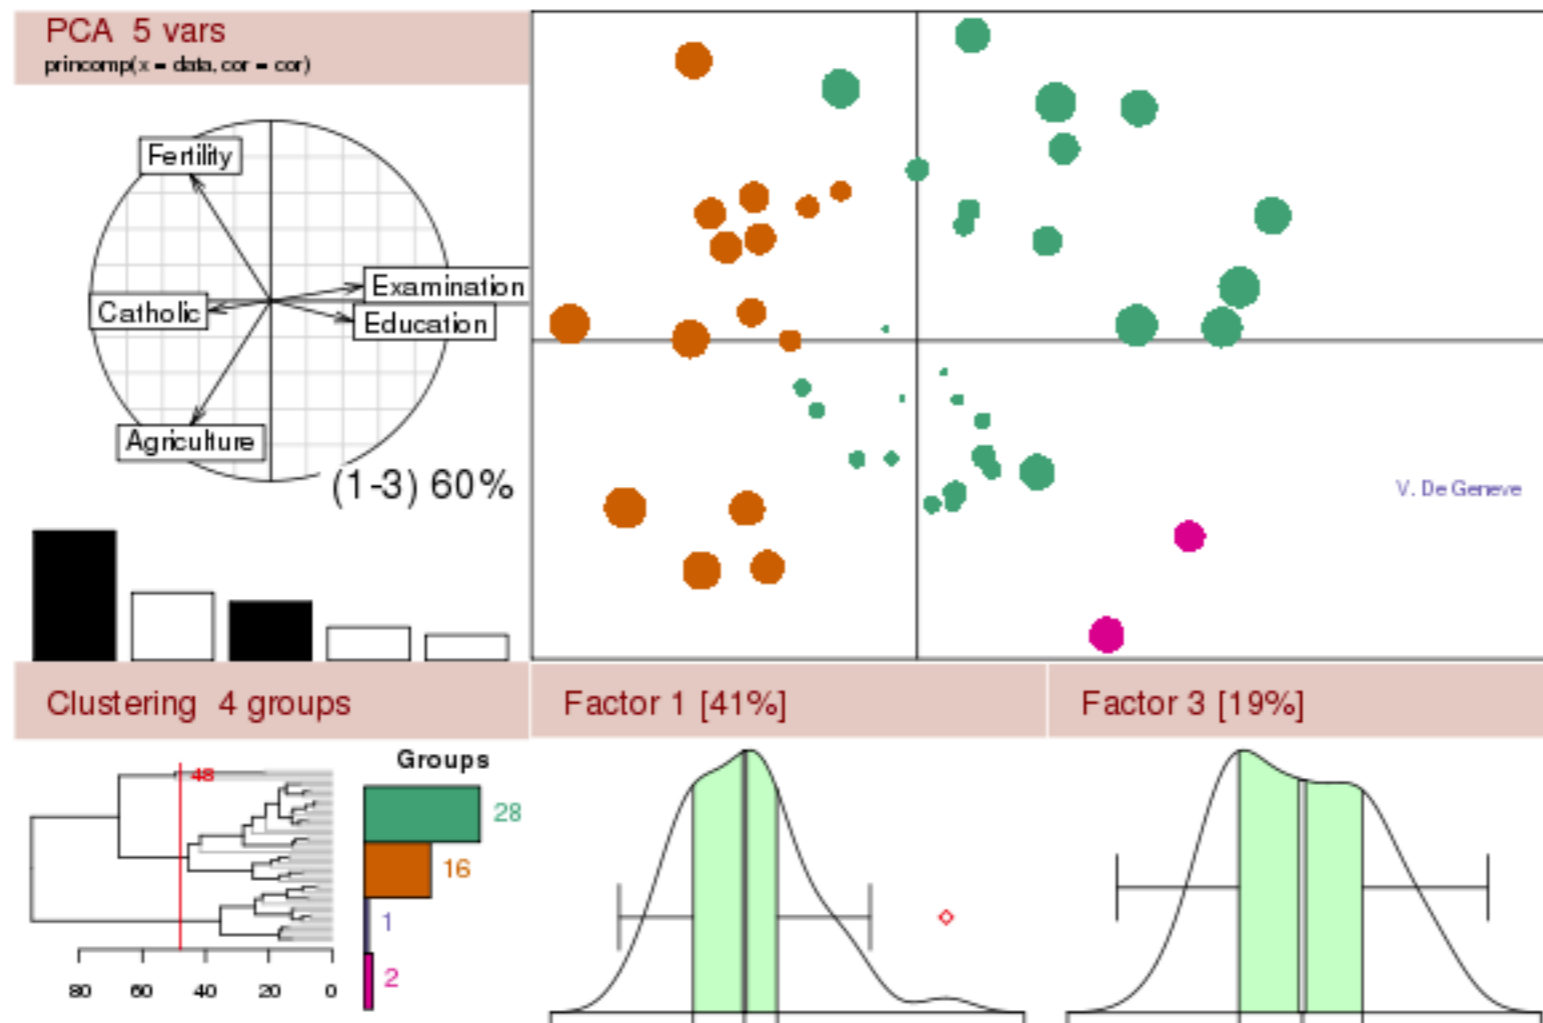 PCA 5 vars
princomp(x = data, cor = cor)
Fertility
Examination
Catholic
Education
Agriculture
(1-3) 60%
V. De Geneve
Clustering 4 groups
Factor 1 [41%]
Factor 3 [19%]
48
Groups
28
16
1
2
80 60 40 20 0